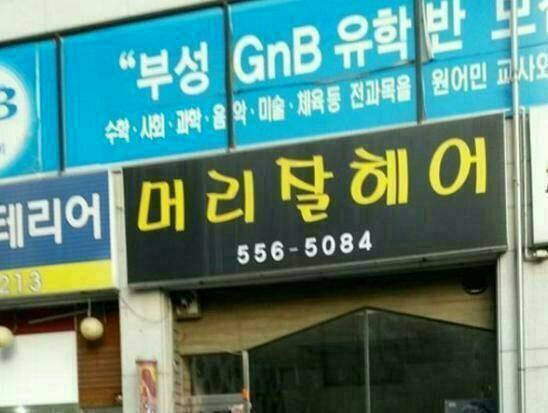 “부성 GnB 유학반 모
수학·사회·과학·음악·미술·체육등 전과목을 원어민 교사와
B
테리어
213
머리잘헤어
556-5084